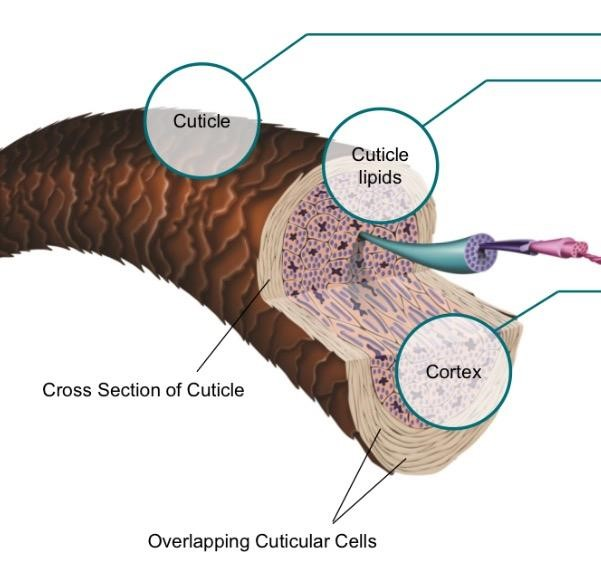 Cuticle
Cuticle
lipids
Cortex
Cross Section of Cuticle
Overlapping Cuticular Cells